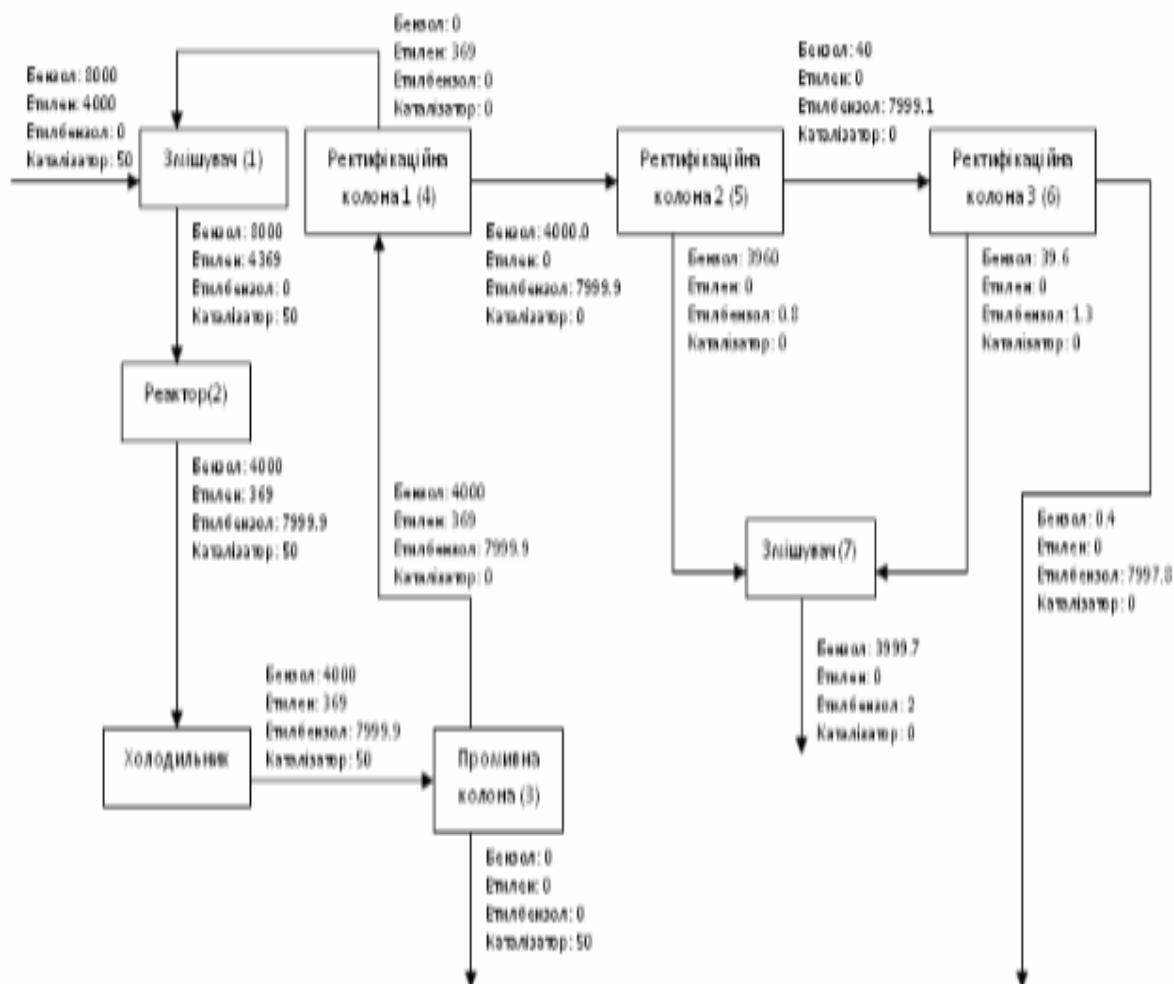 Бензол: 0
Етилен: 369
Етилбензол: 0
Каталізатор: 0
Бензол: 40
Етилен: 0
Етилбензол: 7999.1
Каталізатор: 0
Бензол: 8000
Етилен: 4000
Етилбензол: 0
Каталізатор: 50
Змішувач (1)
Ректифікаційна
колона 1 (4)
Ректифікаційна
колона 2 (5)
Ректифікаційна
колона 3 (6)
Бензол: 8000
Етилен: 4369
Етилбензол: 0
Каталізатор: 50
Бензол: 4000.0
Етилен: 0
Етилбензол: 7999.9
Каталізатор: 0
Бензол: 3960
Етилен: 0
Етилбензол: 0.8
Каталізатор: 0
Бензол: 39.6
Етилен: 0
Етилбензол: 1.3
Каталізатор: 0
Реактор(2)
Бензол: 4000
Етилен: 369
Етилбензол: 7999.9
Каталізатор: 50
Бензол: 4000
Етилен: 369
Етилбензол: 7999.9
Каталізатор: 0
Змішувач (7)
Бензол: 0.4
Етилен: 0
Етилбензол: 7997.8
Каталізатор: 0
Бензол: 3999.7
Етилен: 0
Етилбензол: 2
Каталізатор: 0
Бензол: 4000
Етилен: 369
Етилбензол: 7999.9
Каталізатор: 50
Холодильник
Промивна
колона (3)
Бензол: 0
Етилен: 0
Етилбензол: 0
Каталізатор: 50